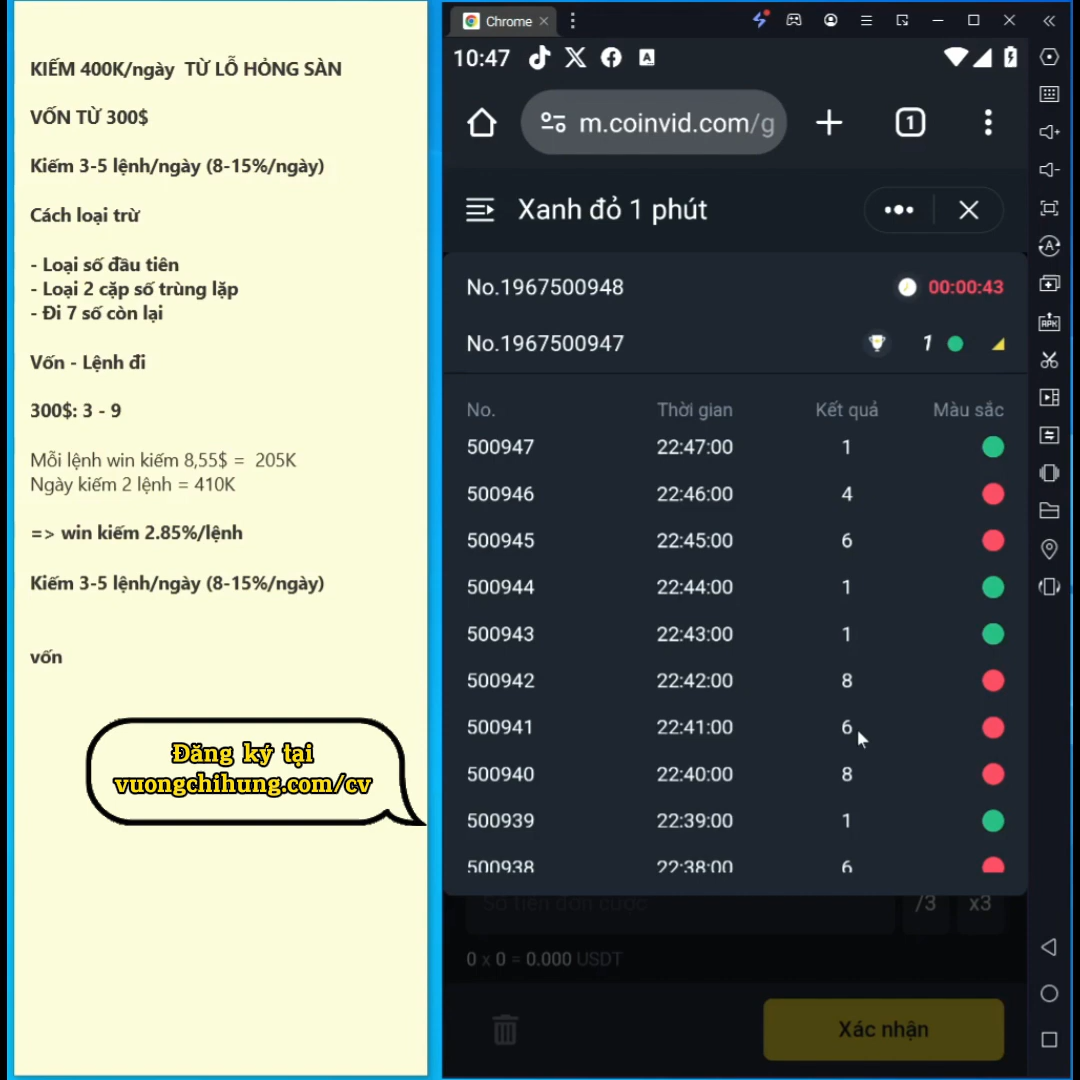 KIẾM 400K/ngày TỪ LỖ HỎNG SÀN
VỐN TỪ 300$
Kiếm 3-5 lệnh/ngày (8-15%/ngày)
Cách loại trừ
- Loại số đầu tiên
- Loại 2 cặp số trùng lặp
- Đi 7 số còn lại
Vốn - Lệnh đi
300$: 3 - 9
Mỗi lệnh win kiếm 8,55$ = 205K
Ngày kiếm 2 lệnh = 410K
=> win kiếm 2.85%/lệnh
Kiếm 3-5 lệnh/ngày (8-15%/ngày)
vốn
Đăng ký tại
vuongchihung.com/cv
Chrome
10:47
m.coinvid.com/g
1
Xanh đỏ 1 phút
No.1967500948 00:00:43
No.1967500947 1
No. Thời gian Kết quả Màu sắc
500947 22:47:00 1
500946 22:46:00 4
500945 22:45:00 6
500944 22:44:00 1
500943 22:43:00 1
500942 22:42:00 8
500941 22:41:00 6
500940 22:40:00 8
500939 22:39:00 1
500938 22:38:00 6
Số tiền đơn cược /3 x3
0 x 0 = 0.000 USDT
Xác nhận